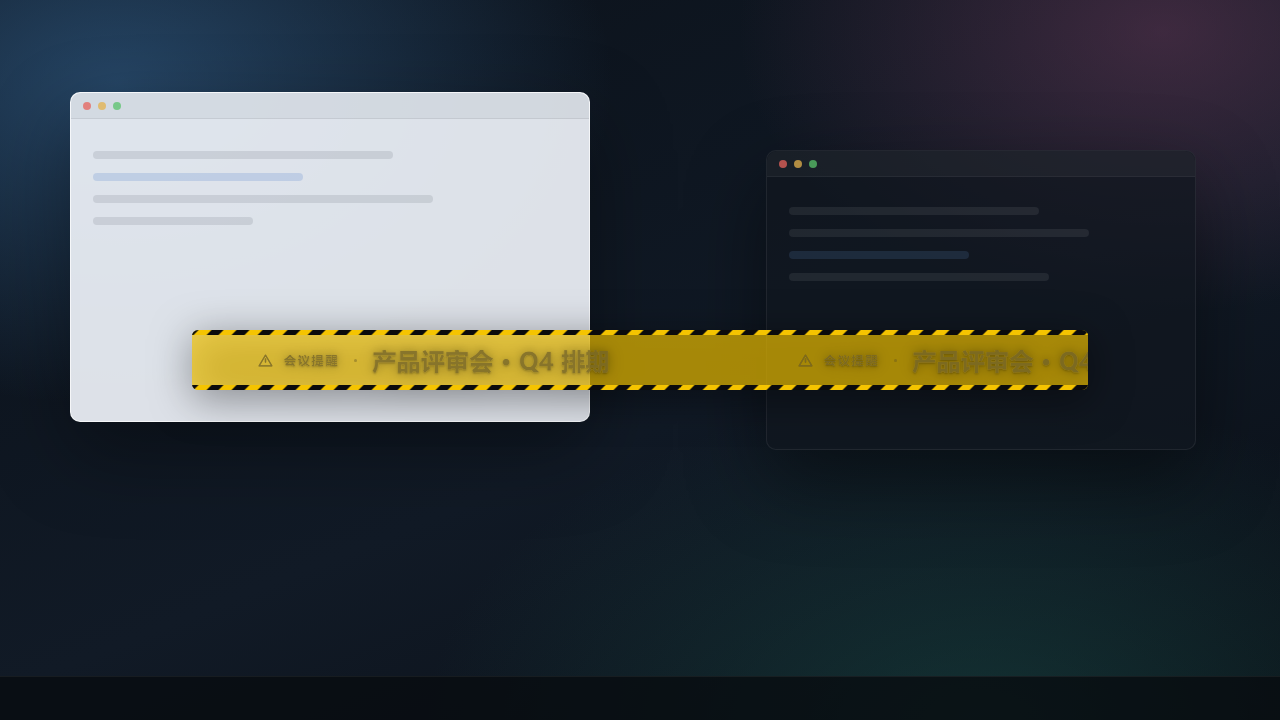 ⚠ 会议提醒 · 产品评审会 • Q4 排期 ⚠ 会议提醒 · 产品评审会 • Q4